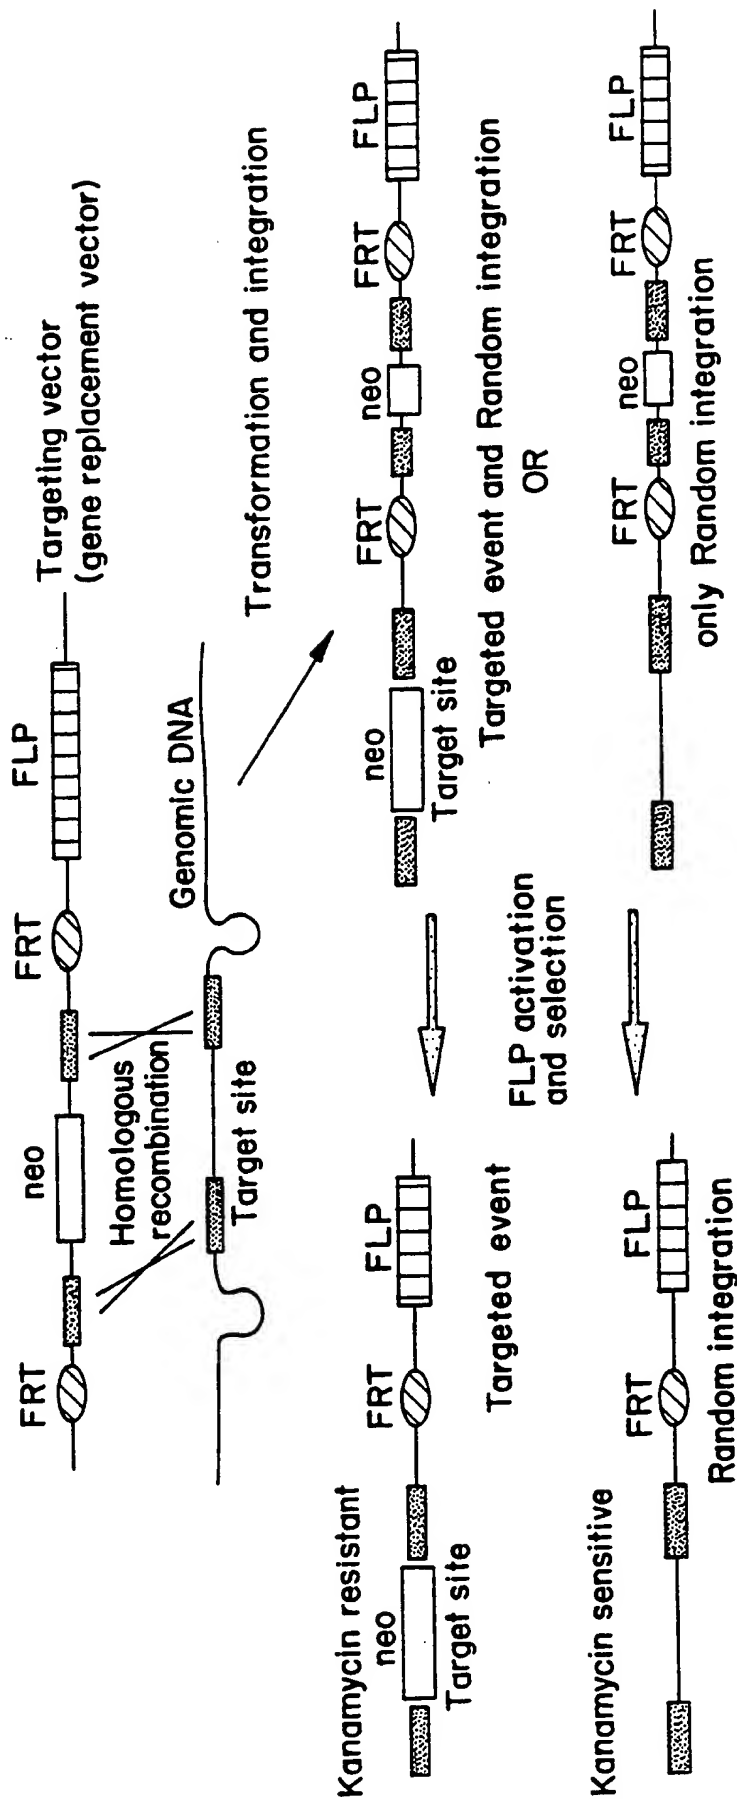 FRT
neo
FRT
FLP
Targeting vector
(gene replacement vector)
Homologous
recombination
Target site
Genomic DNA
Transformation and integration
Kanamycin resistant
neo
Target site
FRT
FLP
Targeted event
FLP activation
and selection
neo
Target site
FRT
neo
FRT
FLP
Targeted event and Random integration
OR
Kanamycin sensitive
FRT
FLP
Random integration
FRT
neo
FRT
FLP
only Random integration